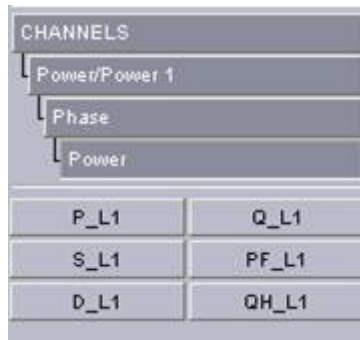 CHANNELS
Power/Power 1
Phase
Power
P_L1 Q_L1
S_L1 PF_L1
D_L1 QH_L1